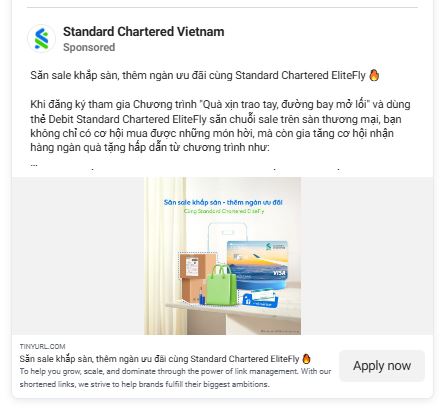 Standard Chartered Vietnam
Sponsored
Săn sale khắp sàn, thêm ngàn ưu đãi cùng Standard Chartered EliteFly 🔥
Khi đăng ký tham gia Chương trình "Quà xịn trao tay, đường bay mở lối" và dùng
thẻ Debit Standard Chartered EliteFly săn chuỗi sale trên sàn thương mại, bạn
không chỉ có cơ hội mua được những món hời, mà còn gia tăng cơ hội nhận
hàng ngàn quà tặng hấp dẫn từ chương trình như:
...
Săn sale khắp sàn - thêm ngàn ưu đãi
Cùng Standard Chartered EliteFly
VISA
TINYURL.COM
Săn sale khắp sàn, thêm ngàn ưu đãi cùng Standard Chartered EliteFly 🔥
To help you grow, scale, and dominate through the power of link management. With our
shortened links, we strive to help brands fulfill their biggest ambitions.
Apply now